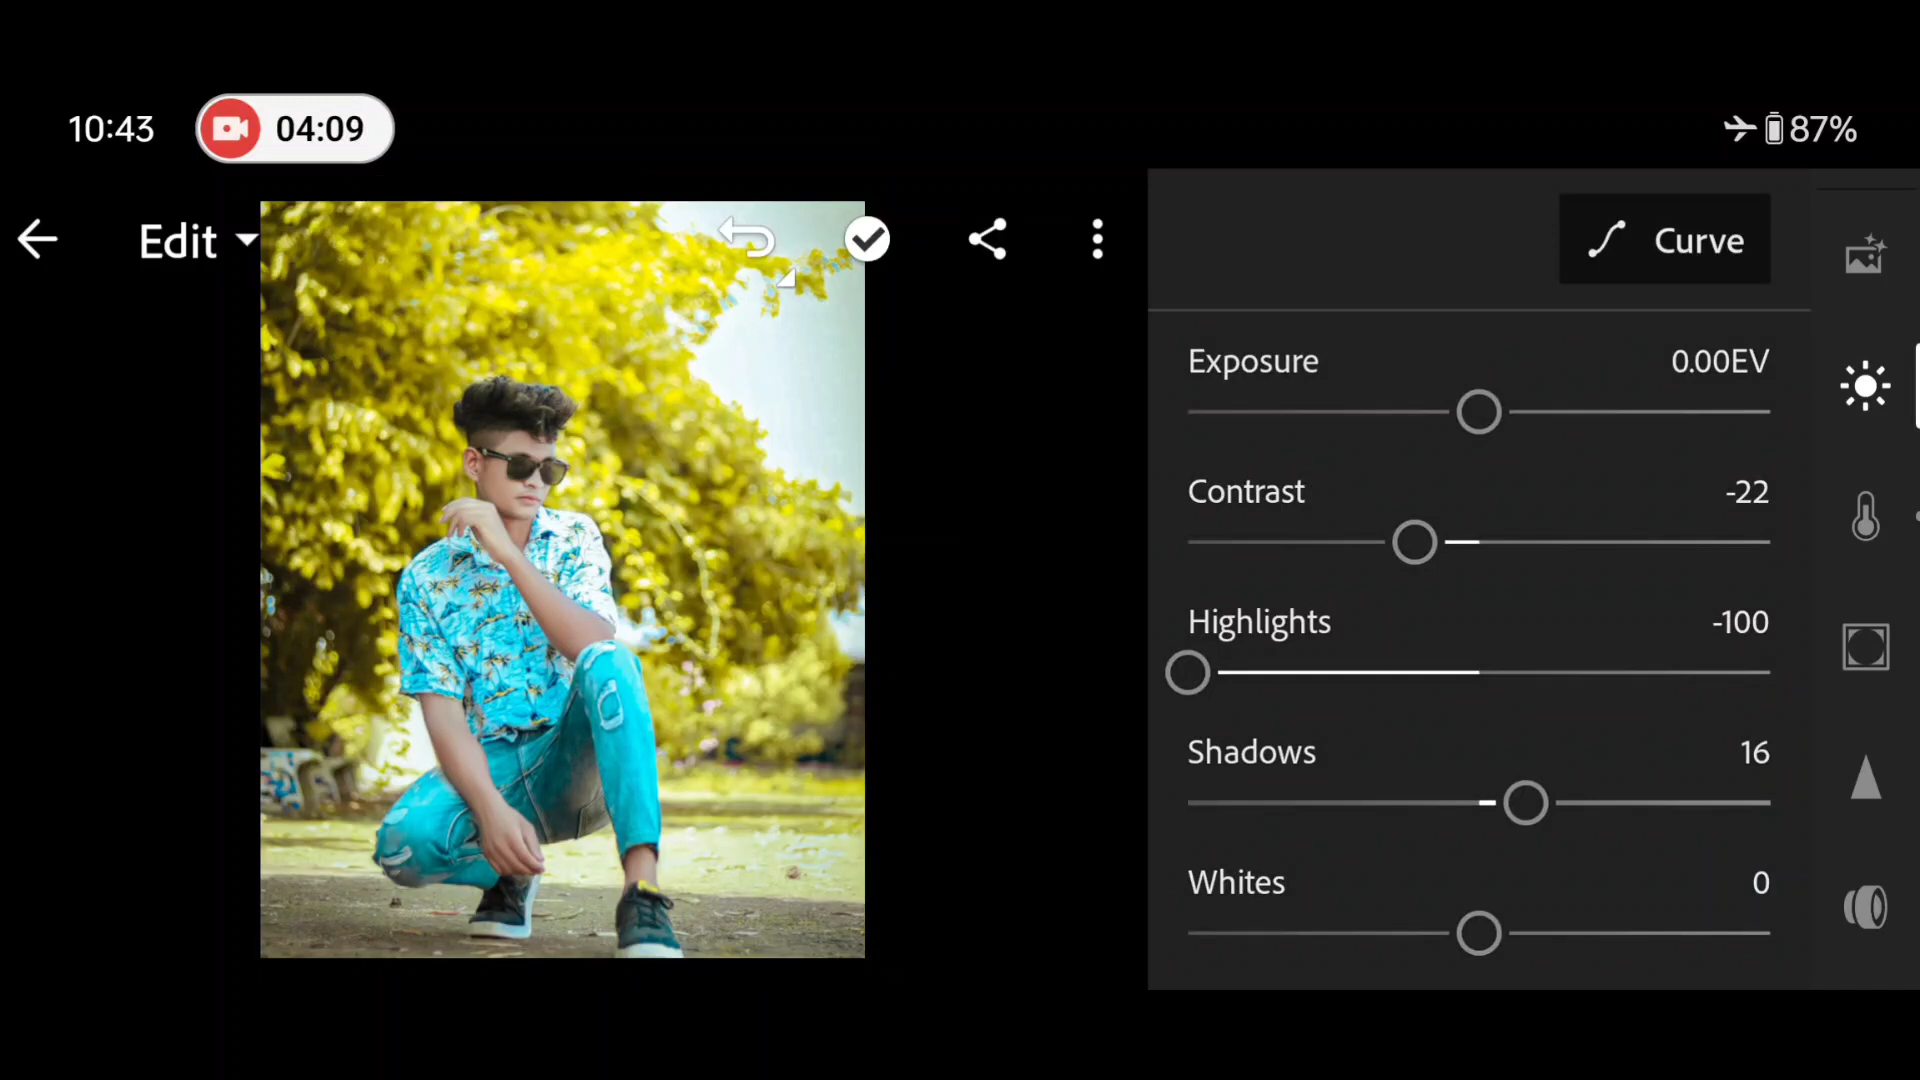 10:43
04:09
87%
Edit
Curve
Exposure
0.00EV
Contrast
-22
Highlights
-100
Shadows
16
Whites
0